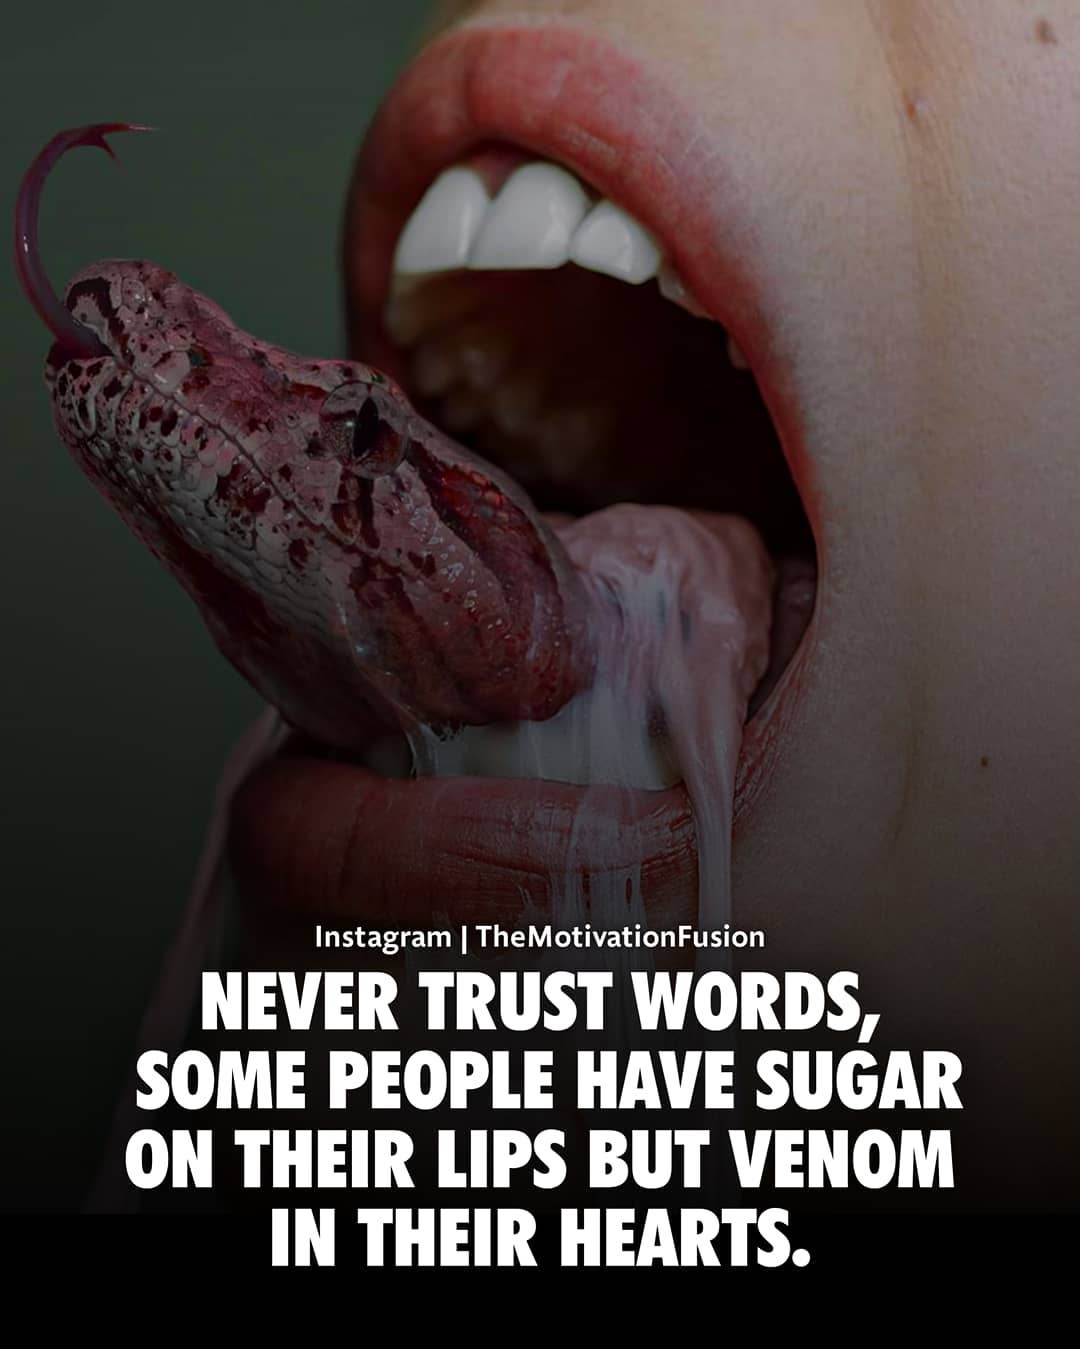 Instagram | TheMotivationFusion
NEVER TRUST WORDS,
SOME PEOPLE HAVE SUGAR
ON THEIR LIPS BUT VENOM
IN THEIR HEARTS.